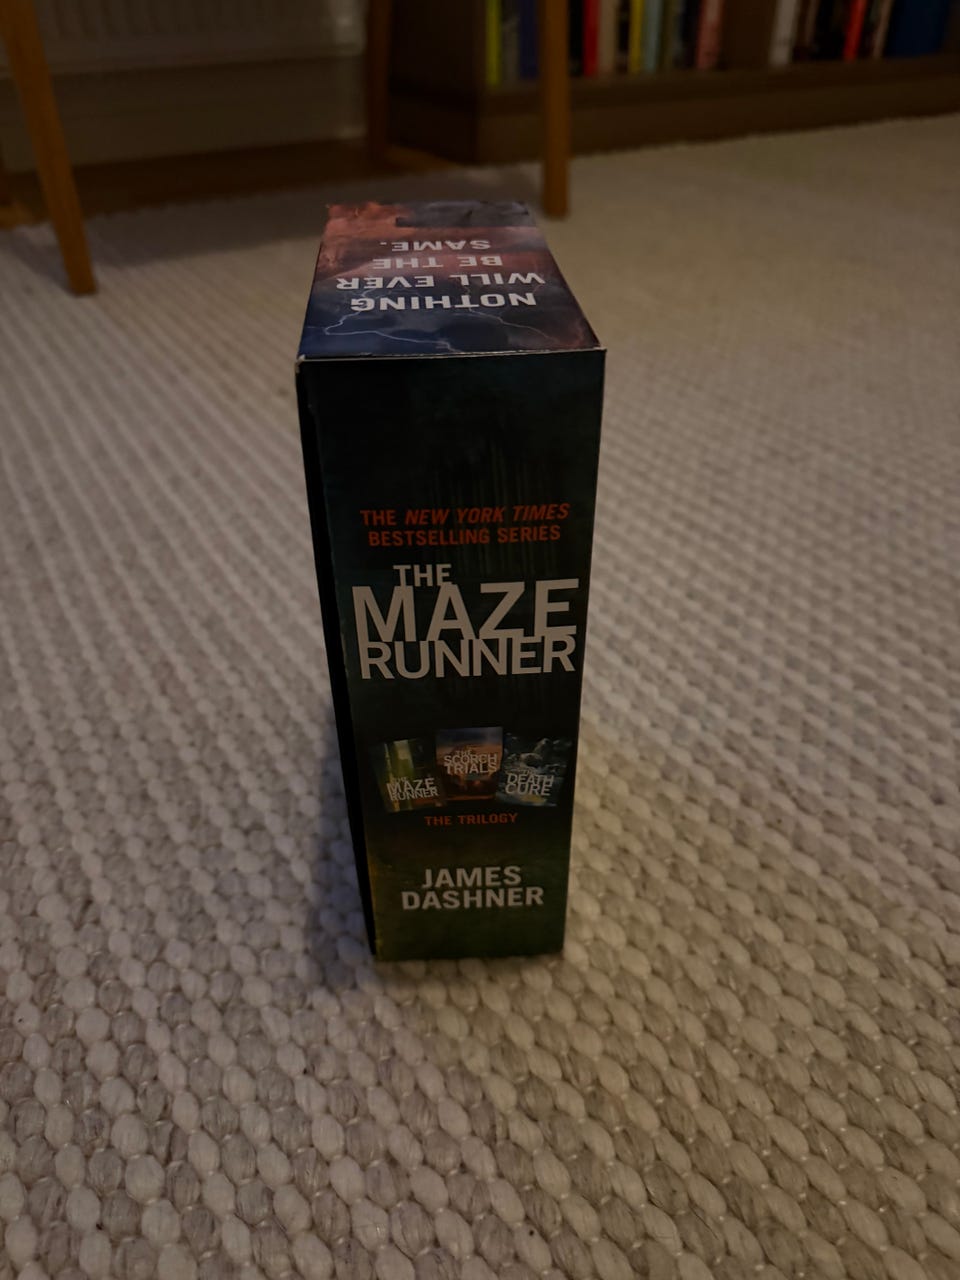 NOTHING
WILL EVER
BE THE
SAME.
THE NEW YORK TIMES
BESTSELLING SERIES
THE
MAZE
RUNNER
THE
MAZE
RUNNER
THE
SCORCH
TRIALS
DEATH
CURE
THE TRILOGY
JAMES
DASHNER